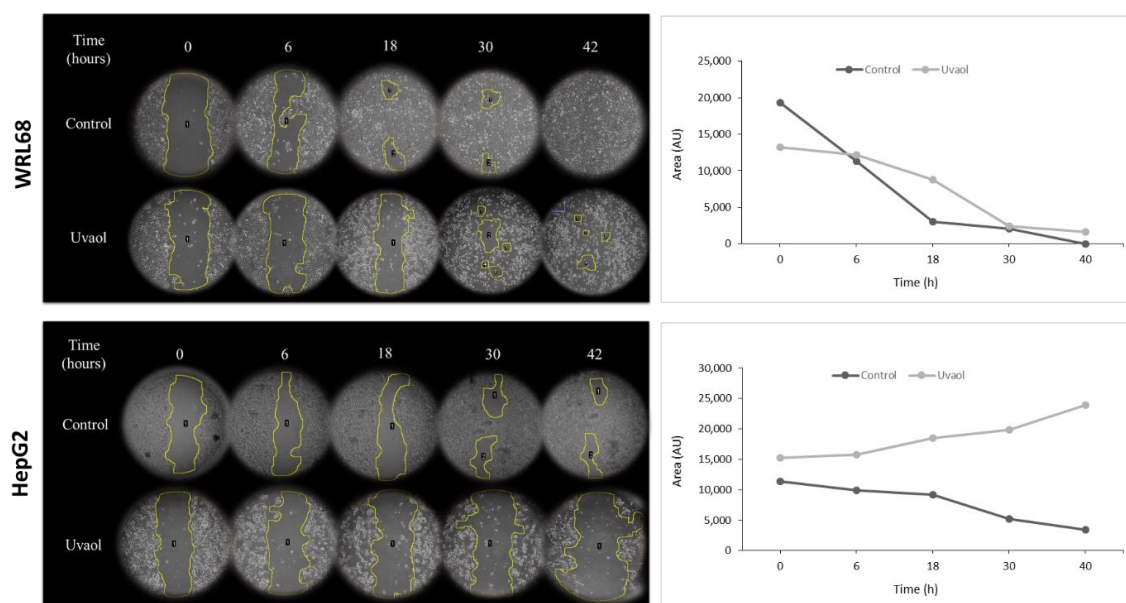 WRL68
Time
(hours)
0 6 18 30 42
Control
Uvaol
25,000
20,000
15,000
10,000
5,000
0
Area (AU)
Control Uvaol
0 6 18 30 40
Time (h)
HepG2
Time
(hours)
0 6 18 30 42
Control
Uvaol
30,000
25,000
20,000
15,000
10,000
5,000
0
Area (AU)
Control Uvaol
0 6 18 30 40
Time (h)